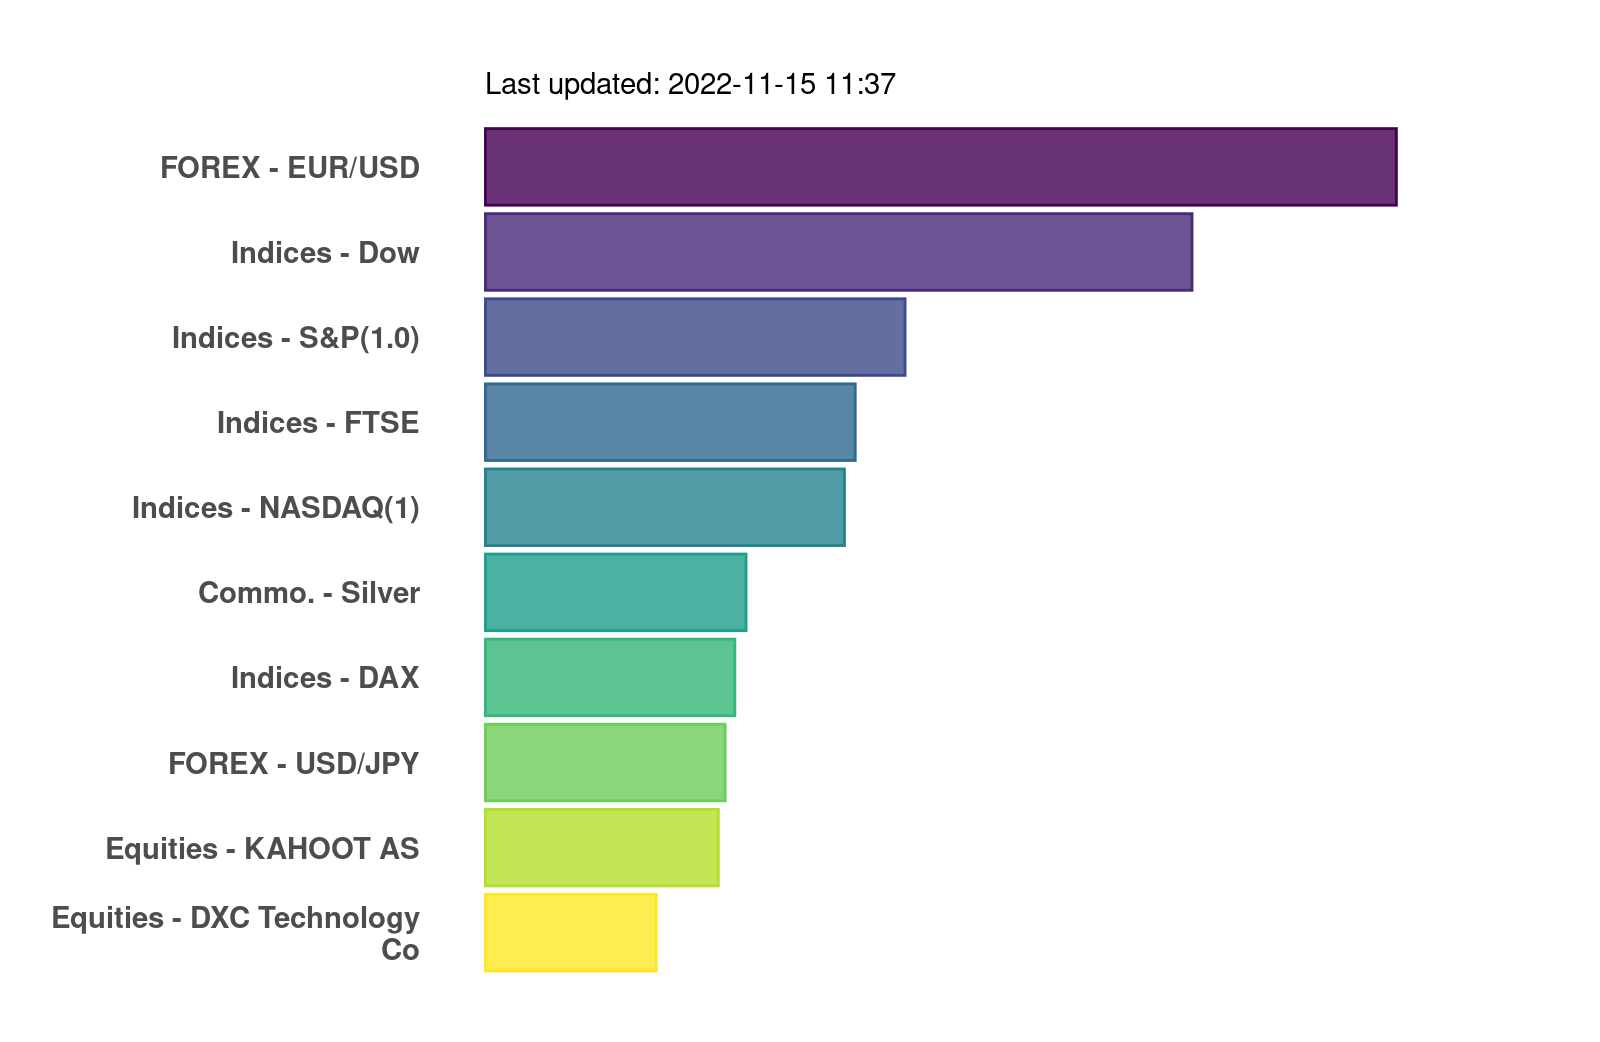 Last updated: 2022-11-15 11:37
FOREX - EUR/USD
Indices - Dow
Indices - S&P(1.0)
Indices - FTSE
Indices - NASDAQ(1)
Commo. - Silver
Indices - DAX
FOREX - USD/JPY
Equities - KAHOOT AS
Equities - DXC Technology
Co